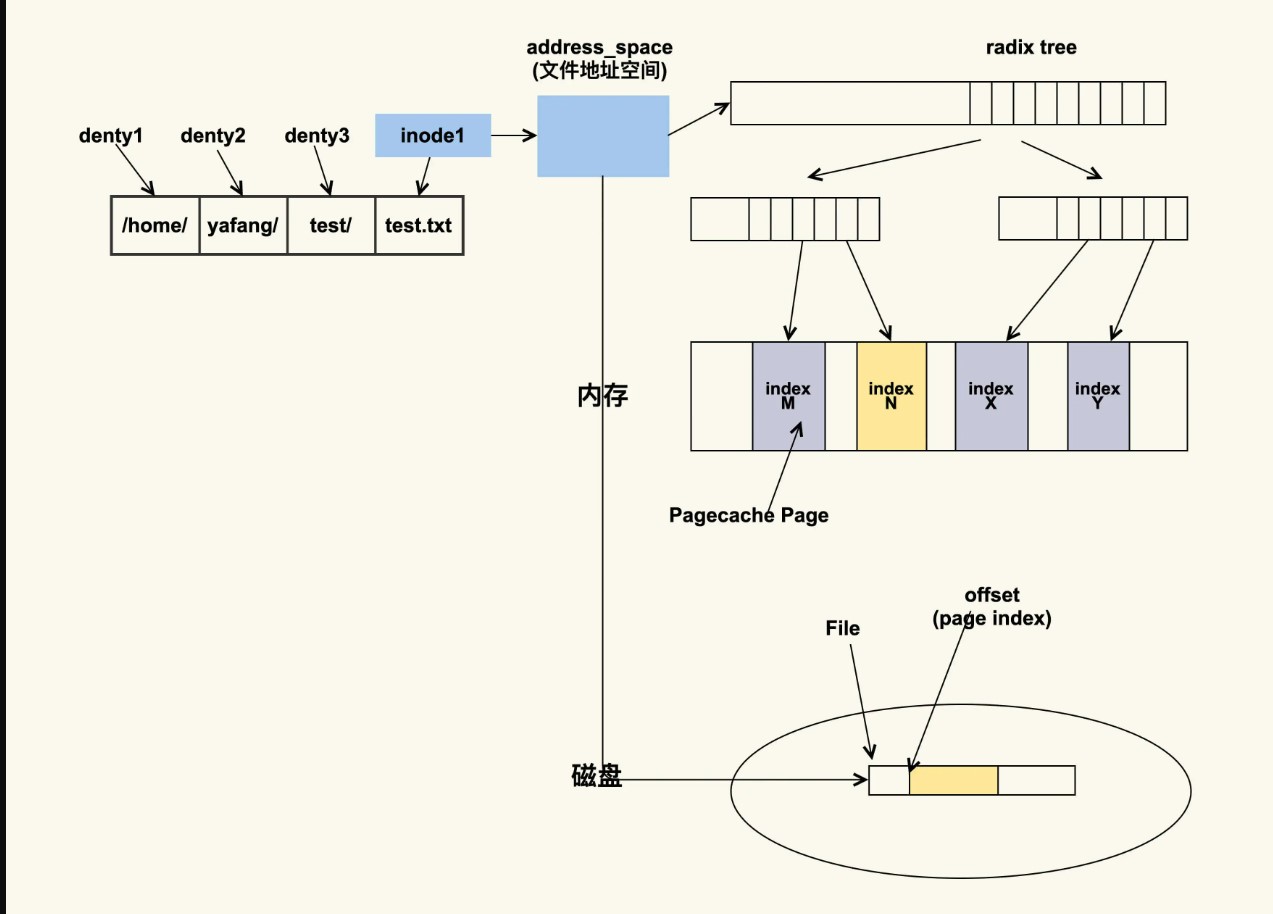 address_space
(文件地址空间)
radix tree
denty1
denty2
denty3
inode1
/home/
yafang/
test/
test.txt
内存
index
M
index
N
index
X
index
Y
Pagecache Page
offset
(page index)
File
磁盘